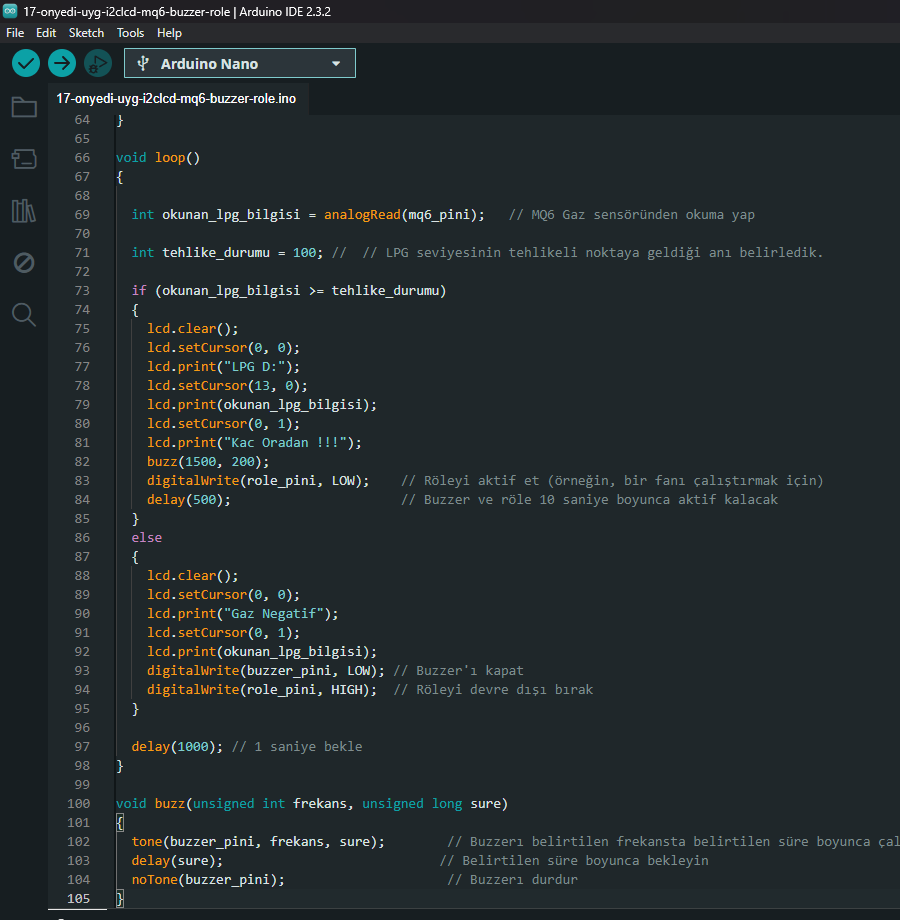 17-onyedi-uyg-i2clcd-mq6-buzzer-role | Arduino IDE 2.3.2
File Edit Sketch Tools Help
Arduino Nano
17-onyedi-uyg-i2clcd-mq6-buzzer-role.ino
64 }
65
66 void loop()
67 {
68
69 int okunan_lpg_bilgisi = analogRead(mq6_pini); // MQ6 Gaz sensöründen okuma yap
70
71 int tehlike_durumu = 100; // // LPG seviyesinin tehlikeli noktaya geldiği anı belirledik.
72
73 if (okunan_lpg_bilgisi >= tehlike_durumu)
74 {
75 lcd.clear();
76 lcd.setCursor(0, 0);
77 lcd.print("LPG D:");
78 lcd.setCursor(13, 0);
79 lcd.print(okunan_lpg_bilgisi);
80 lcd.setCursor(0, 1);
81 lcd.print("Kac Oradan !!!");
82 buzz(1500, 200);
83 digitalWrite(role_pini, LOW); // Röleyi aktif et (örneğin, bir fanı çalıştırmak için)
84 delay(500); // Buzzer ve röle 10 saniye boyunca aktif kalacak
85 }
86 else
87 {
88 lcd.clear();
89 lcd.setCursor(0, 0);
90 lcd.print("Gaz Negatif");
91 lcd.setCursor(0, 1);
92 lcd.print(okunan_lpg_bilgisi);
93 digitalWrite(buzzer_pini, LOW); // Buzzer'ı kapat
94 digitalWrite(role_pini, HIGH); // Röleyi devre dışı bırak
95 }
96
97 delay(1000); // 1 saniye bekle
98 }
99
100 void buzz(unsigned int frekans, unsigned long sure)
101 {
102 tone(buzzer_pini, frekans, sure); // Buzzerı belirtilen frekansta belirtilen süre boyunca çal
103 delay(sure); // Belirtilen süre boyunca bekleyin
104 noTone(buzzer_pini); // Buzzerı durdur
105 }